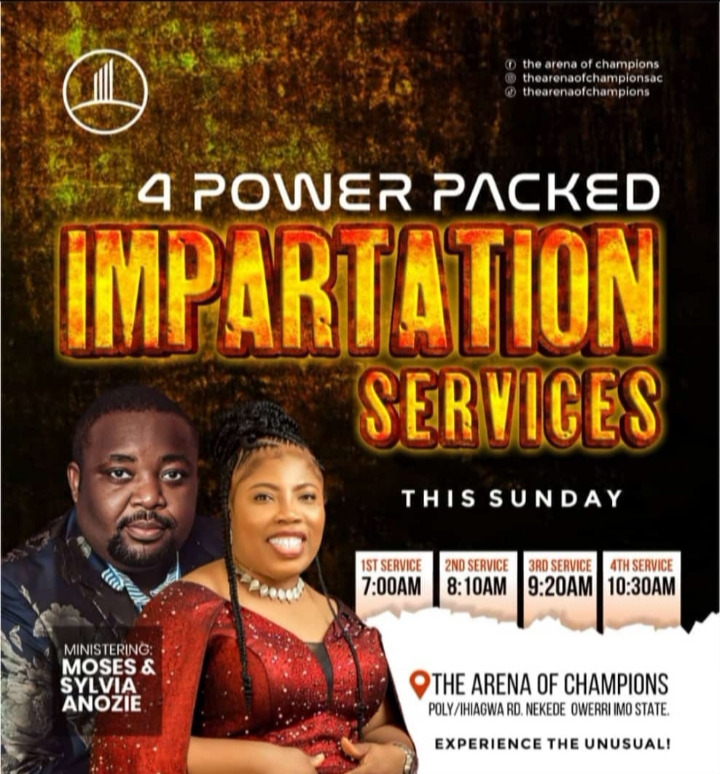 the arena of champions
thearenaofchampionsac
thearenaofchampions
4 POWER PACKED
IMPARTATION
SERVICES
THIS SUNDAY
1ST SERVICE
7:00AM
2ND SERVICE
8:10AM
3RD SERVICE
9:20AM
4TH SERVICE
10:30AM
MINISTERING:
MOSES &
SYLVIA
ANOZIE
THE ARENA OF CHAMPIONS
POLY/IHIAGWA RD. NEKEDE OWERRI IMO STATE.
EXPERIENCE THE UNUSUAL!